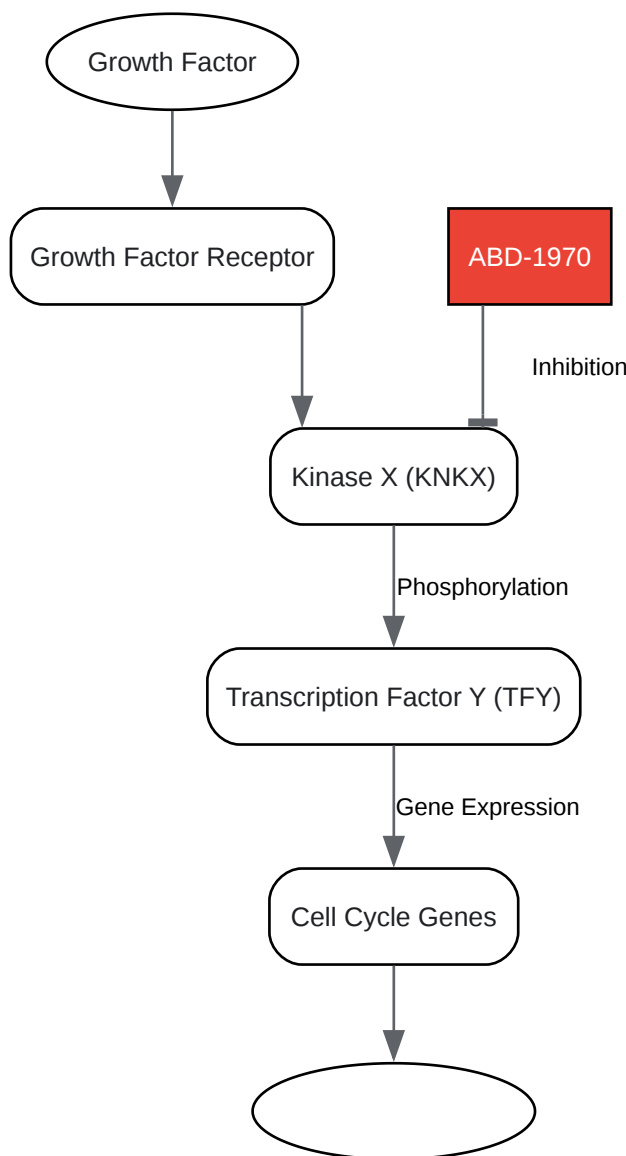 Growth Factor
Growth Factor Receptor
ABD-1970
Inhibition
Kinase X (KNKX)
Phosphorylation
Transcription Factor Y (TFY)
Gene Expression
Cell Cycle Genes